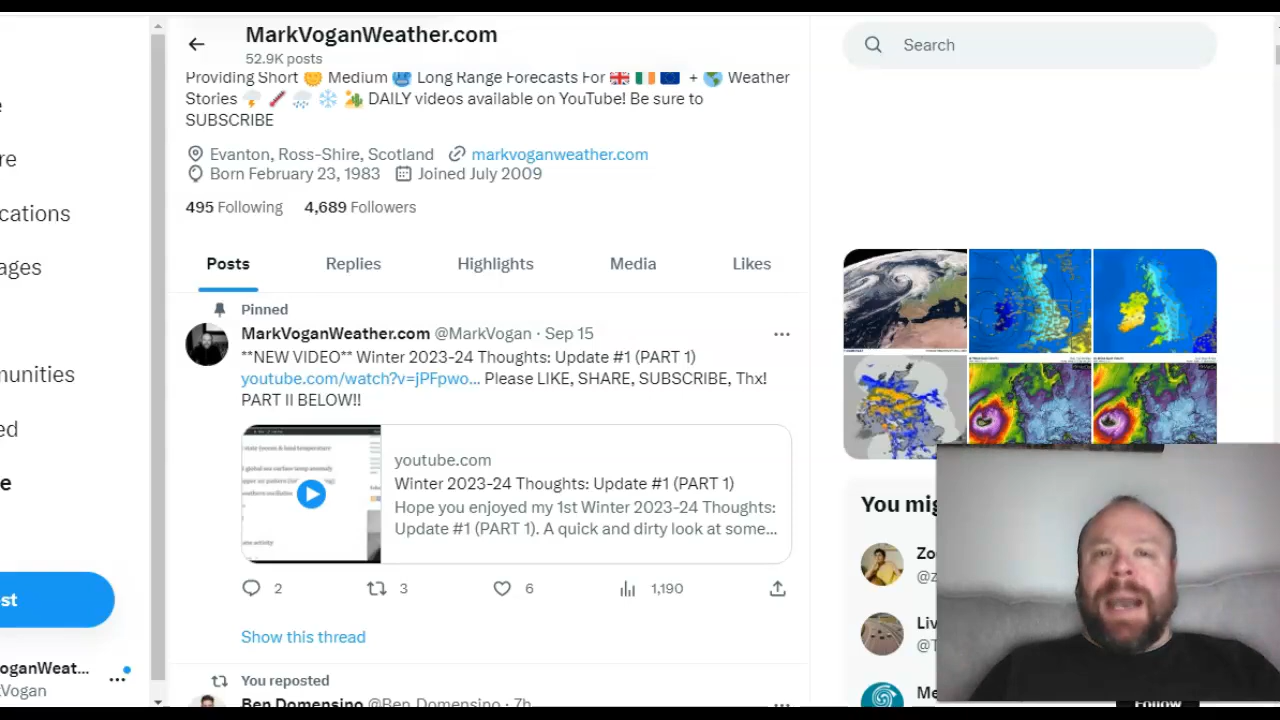 MarkVoganWeather.com
52.9K posts
Search
Providing Short Medium Long Range Forecasts For + Weather
Stories DAILY videos available on YouTube! Be sure to
SUBSCRIBE
Evanton, Ross-Shire, Scotland markvoganweather.com
Born February 23, 1983 Joined July 2009
495 Following 4,689 Followers
Posts Replies Highlights Media Likes
Pinned
MarkVoganWeather.com @MarkVogan · Sep 15
**NEW VIDEO** Winter 2023-24 Thoughts: Update #1 (PART 1)
youtube.com/watch?v=jPFpwo... Please LIKE, SHARE, SUBSCRIBE, Thx!
PART II BELOW!!
youtube.com
Winter 2023-24 Thoughts: Update #1 (PART 1)
Hope you enjoyed my 1st Winter 2023-24 Thoughts:
Update #1 (PART 1). A quick and dirty look at some...
2 3 6 1,190
Show this thread
You reposted
Ben Domensino @Ben_Domensino · 7h
re
cations
ages
nunities
ed
e
st
oganWeat...
Vogan
You mig
Zo
@z
Liv
@T
Me
Follow